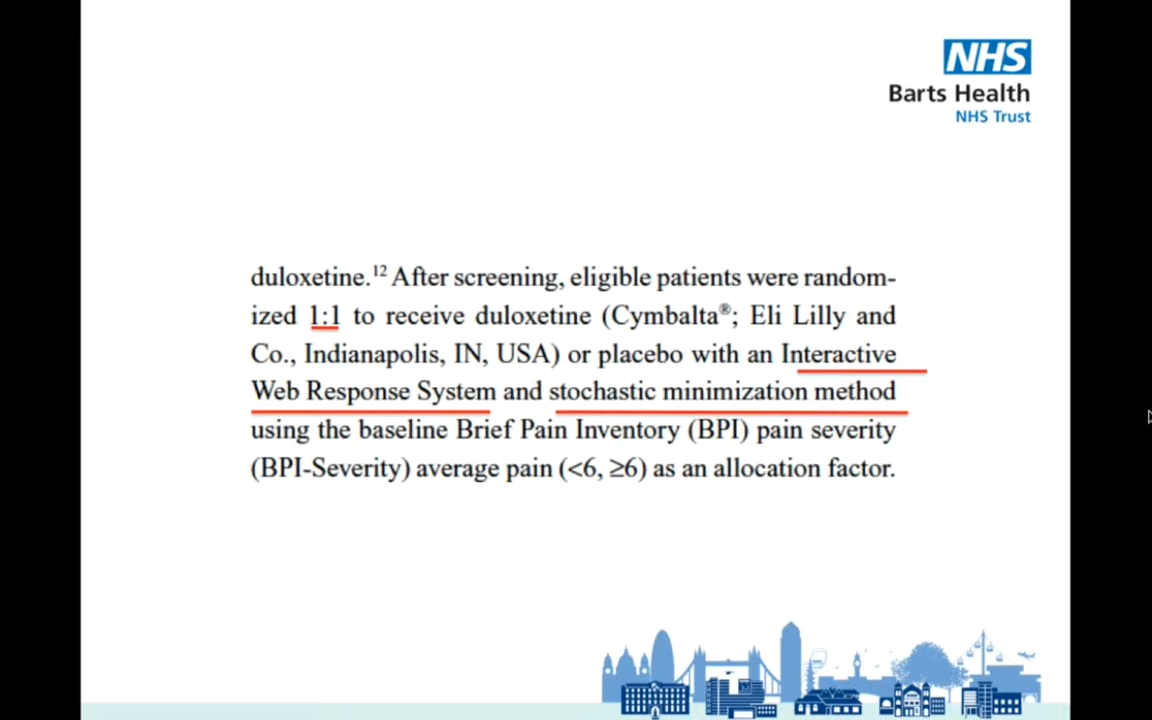 NHS
Barts Health
NHS Trust
duloxetine.¹² After screening, eligible patients were random-
ized 1:1 to receive duloxetine (Cymbalta®; Eli Lilly and
Co., Indianapolis, IN, USA) or placebo with an Interactive
Web Response System and stochastic minimization method
using the baseline Brief Pain Inventory (BPI) pain severity
(BPI-Severity) average pain (<6, ≥6) as an allocation factor.